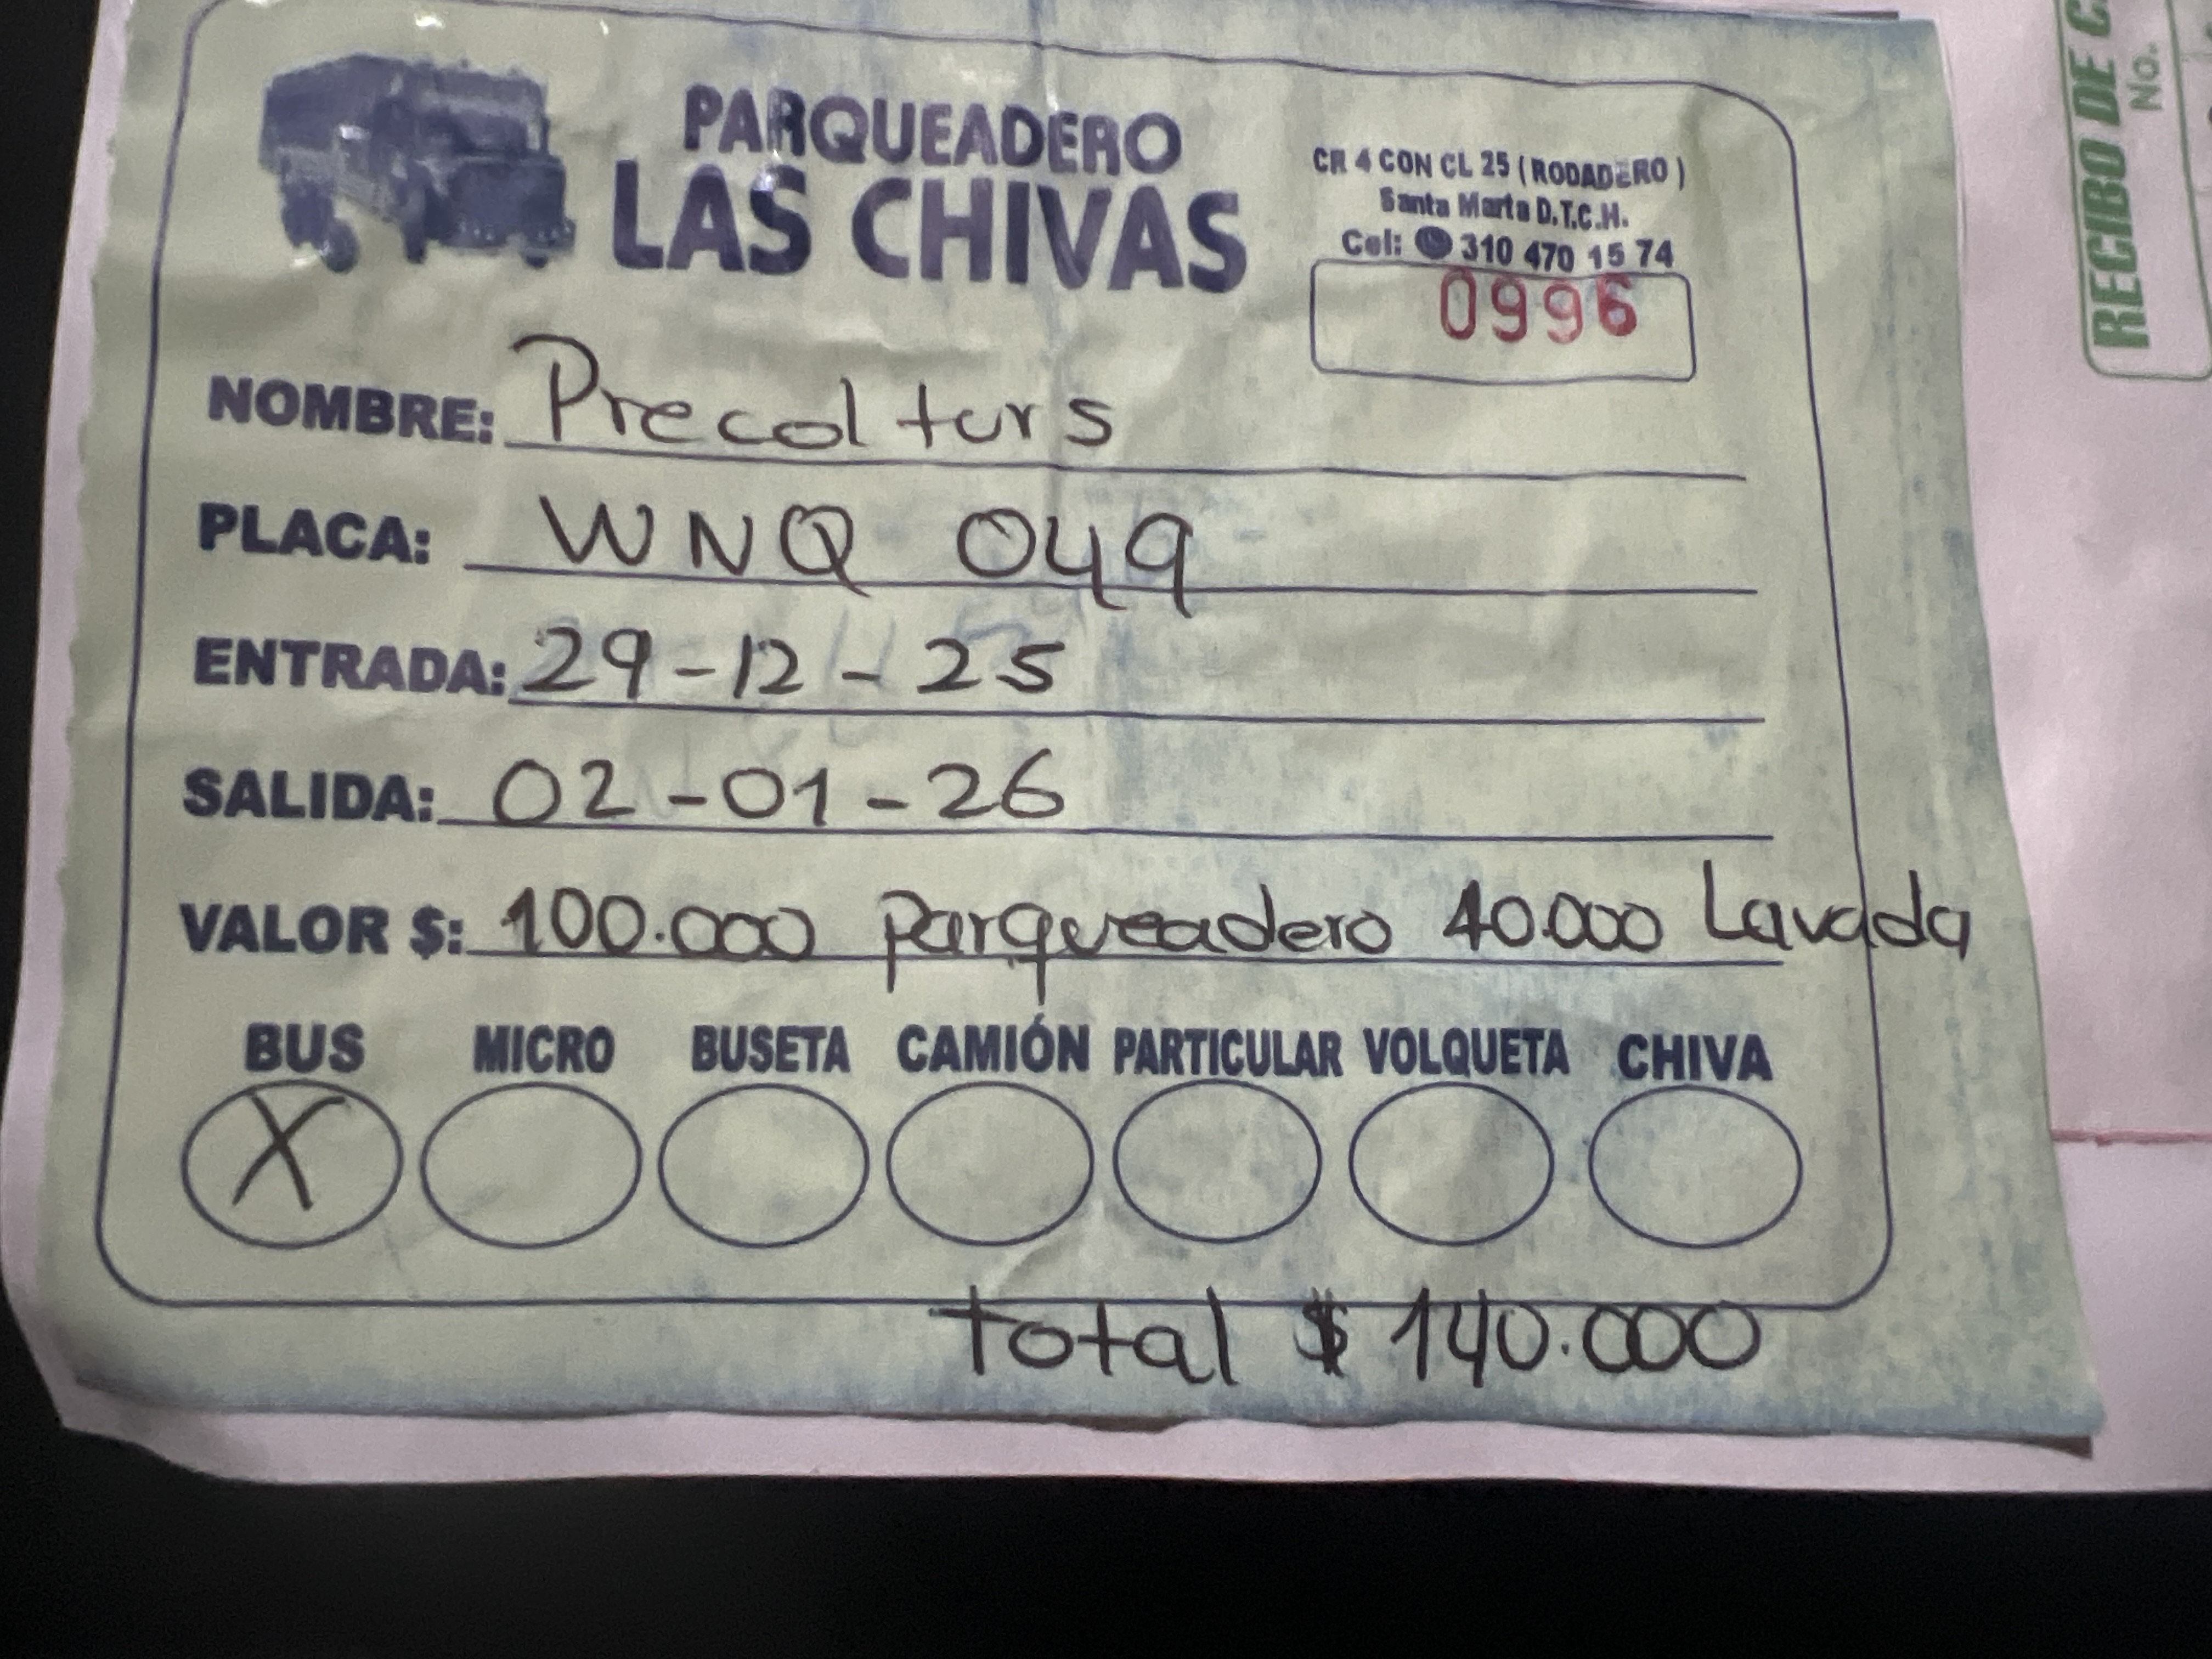 PARQUEADERO
LAS CHIVAS
CR 4 CON CL 25 (RODADERO)
Santa Marta D.T.C.H.
Cel: 310 470 15 74
0996
NOMBRE: Precolturs
PLACA: WNQ 049
ENTRADA: 29-12-25
SALIDA: 02-01-26
VALOR $: 100.000 parqueadero 40.000 Lavada
BUS MICRO BUSETA CAMIÓN PARTICULAR VOLQUETA CHIVA
X
total $ 140.000
RECIBO DE C
No.